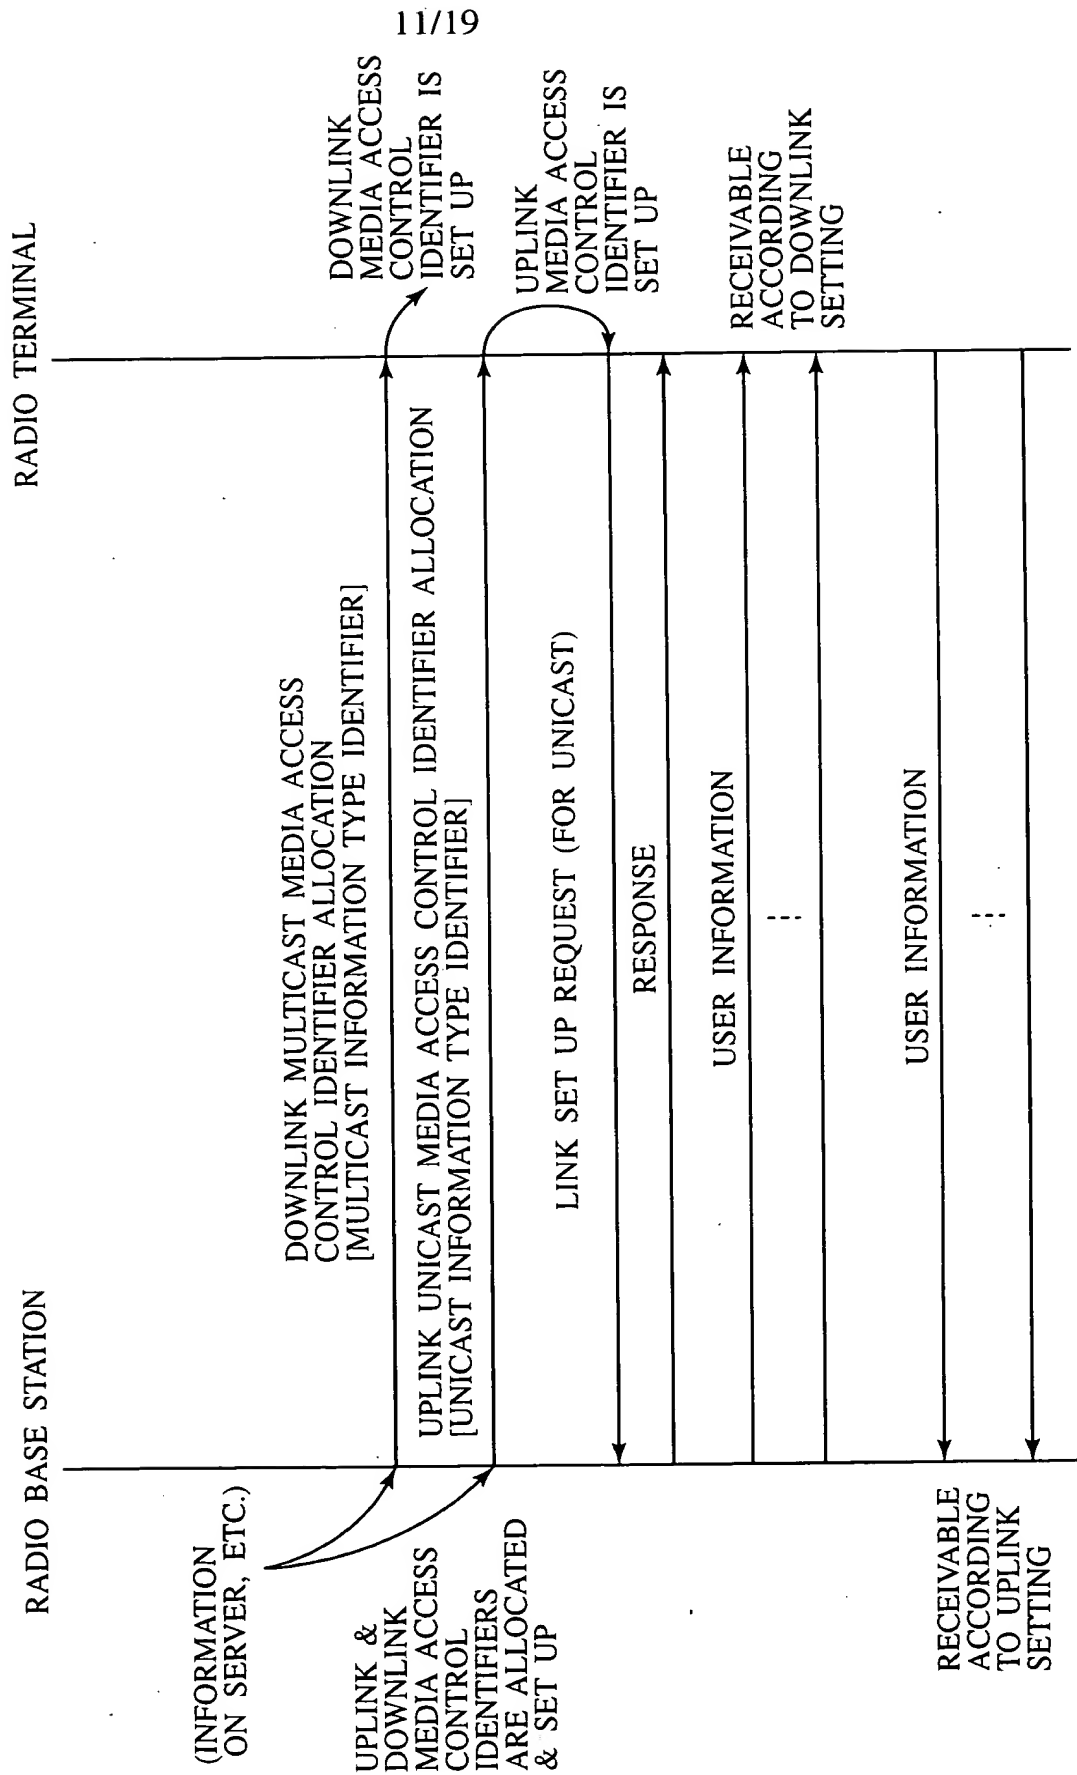 11/19
RADIO BASE STATION
RADIO TERMINAL
(INFORMATION
ON SERVER, ETC.)
UPLINK &
DOWNLINK
MEDIA ACCESS
CONTROL
IDENTIFIERS
ARE ALLOCATED
& SET UP
DOWNLINK MULTICAST MEDIA ACCESS
CONTROL IDENTIFIER ALLOCATION
[MULTICAST INFORMATION TYPE IDENTIFIER]
DOWNLINK
MEDIA ACCESS
CONTROL
IDENTIFIER IS
SET UP
UPLINK UNICAST MEDIA ACCESS CONTROL IDENTIFIER ALLOCATION
[UNICAST INFORMATION TYPE IDENTIFIER]
UPLINK
MEDIA ACCESS
CONTROL
IDENTIFIER IS
SET UP
LINK SET UP REQUEST (FOR UNICAST)
RESPONSE
USER INFORMATION
RECEIVABLE
ACCORDING
TO DOWNLINK
SETTING
USER INFORMATION
RECEIVABLE
ACCORDING
TO UPLINK
SETTING